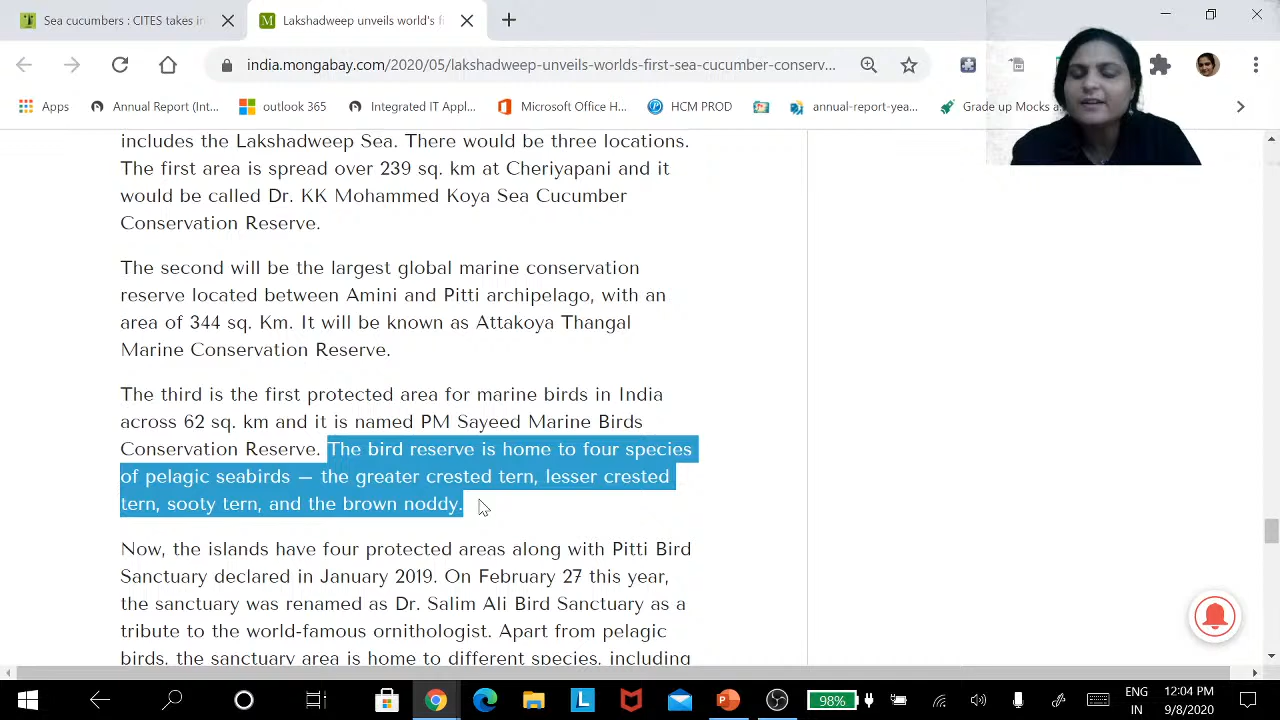 Sea cucumbers : CITES takes i
Lakshadweep unveils world's fi
india.mongabay.com/2020/05/lakshadweep-unveils-worlds-first-sea-cucumber-conserv...
Apps
Annual Report (Int...
outlook 365
Integrated IT Appl...
Microsoft Office H...
HCM PROD
annual-report-yea...
Grade up Mocks a
includes the Lakshadweep Sea. There would be three locations.
The first area is spread over 239 sq. km at Cheriyapani and it
would be called Dr. KK Mohammed Koya Sea Cucumber
Conservation Reserve.
The second will be the largest global marine conservation
reserve located between Amini and Pitti archipelago, with an
area of 344 sq. Km. It will be known as Attakoya Thangal
Marine Conservation Reserve.
The third is the first protected area for marine birds in India
across 62 sq. km and it is named PM Sayeed Marine Birds
Conservation Reserve. The bird reserve is home to four species
of pelagic seabirds – the greater crested tern, lesser crested
tern, sooty tern, and the brown noddy.
Now, the islands have four protected areas along with Pitti Bird
Sanctuary declared in January 2019. On February 27 this year,
the sanctuary was renamed as Dr. Salim Ali Bird Sanctuary as a
tribute to the world-famous ornithologist. Apart from pelagic
birds, the sanctuary area is home to different species, including
98%
ENG
IN
12:04 PM
9/8/2020